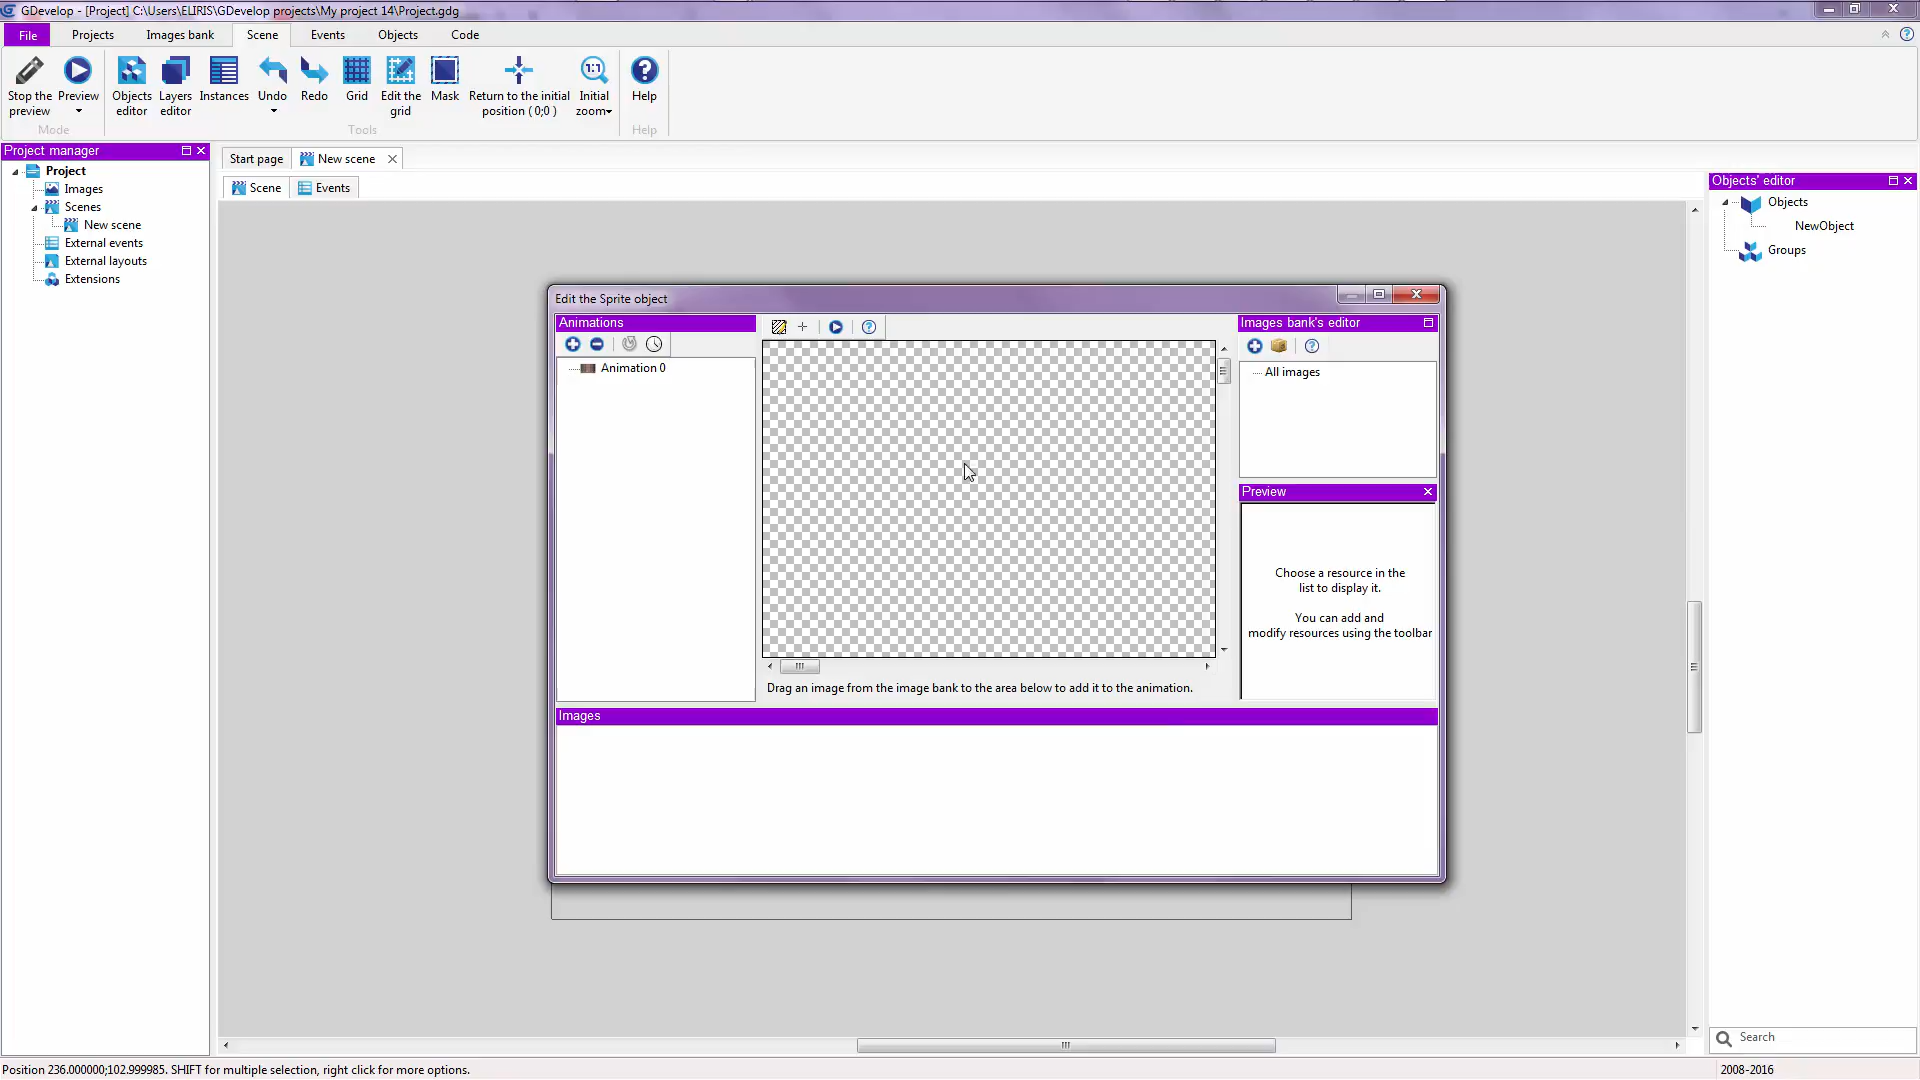 GDevelop - [Project] C:\Users\ELIRIS\GDevelop projects\My project 14\Project.gdg
File
Projects
Images bank
Scene
Events
Objects
Code
Stop the
preview
Preview
Objects
editor
Layers
editor
Instances
Undo
Redo
Grid
Edit the
grid
Mask
Return to the initial
position ( 0;0 )
1:1
Initial
zoom
Help
Mode
Tools
Help
Project manager
Project
Images
Scenes
New scene
External events
External layouts
Extensions
Start page
New scene
Scene
Events
Objects' editor
Objects
NewObject
Groups
Edit the Sprite object
Animations
Animation 0
Images bank's editor
All images
Preview
Choose a resource in the
list to display it.
You can add and
modify resources using the toolbar
Drag an image from the image bank to the area below to add it to the animation.
Images
Search
Position 236.000000;102.999985. SHIFT for multiple selection, right click for more options.
2008-2016